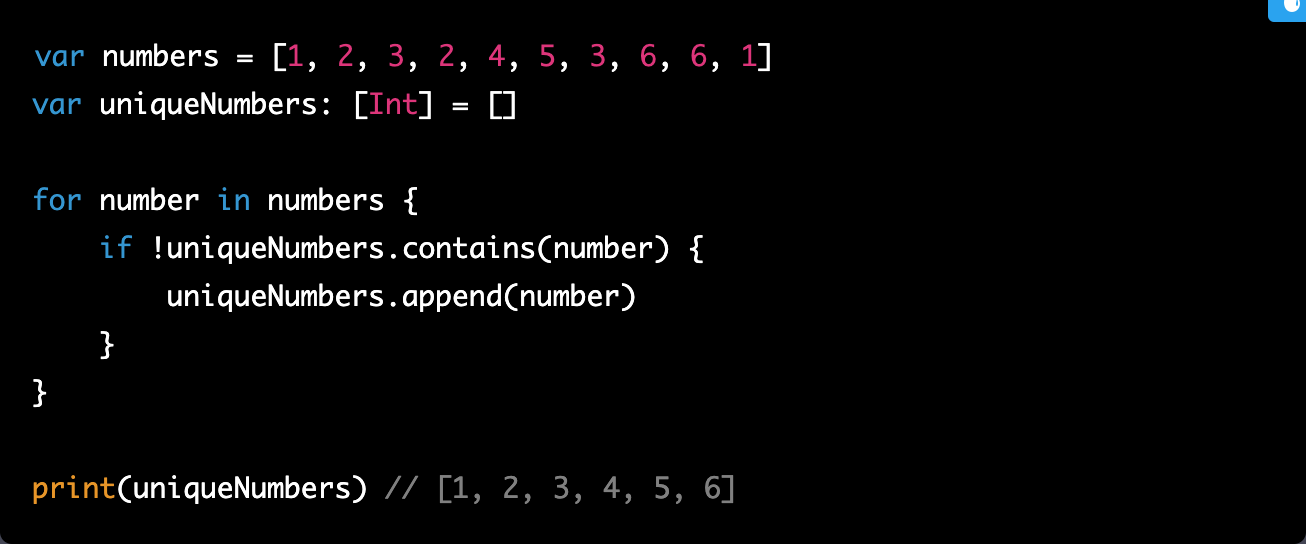 var numbers = [1, 2, 3, 2, 4, 5, 3, 6, 6, 1]
var uniqueNumbers: [Int] = []

for number in numbers {
    if !uniqueNumbers.contains(number) {
        uniqueNumbers.append(number)
    }
}

print(uniqueNumbers) // [1, 2, 3, 4, 5, 6]